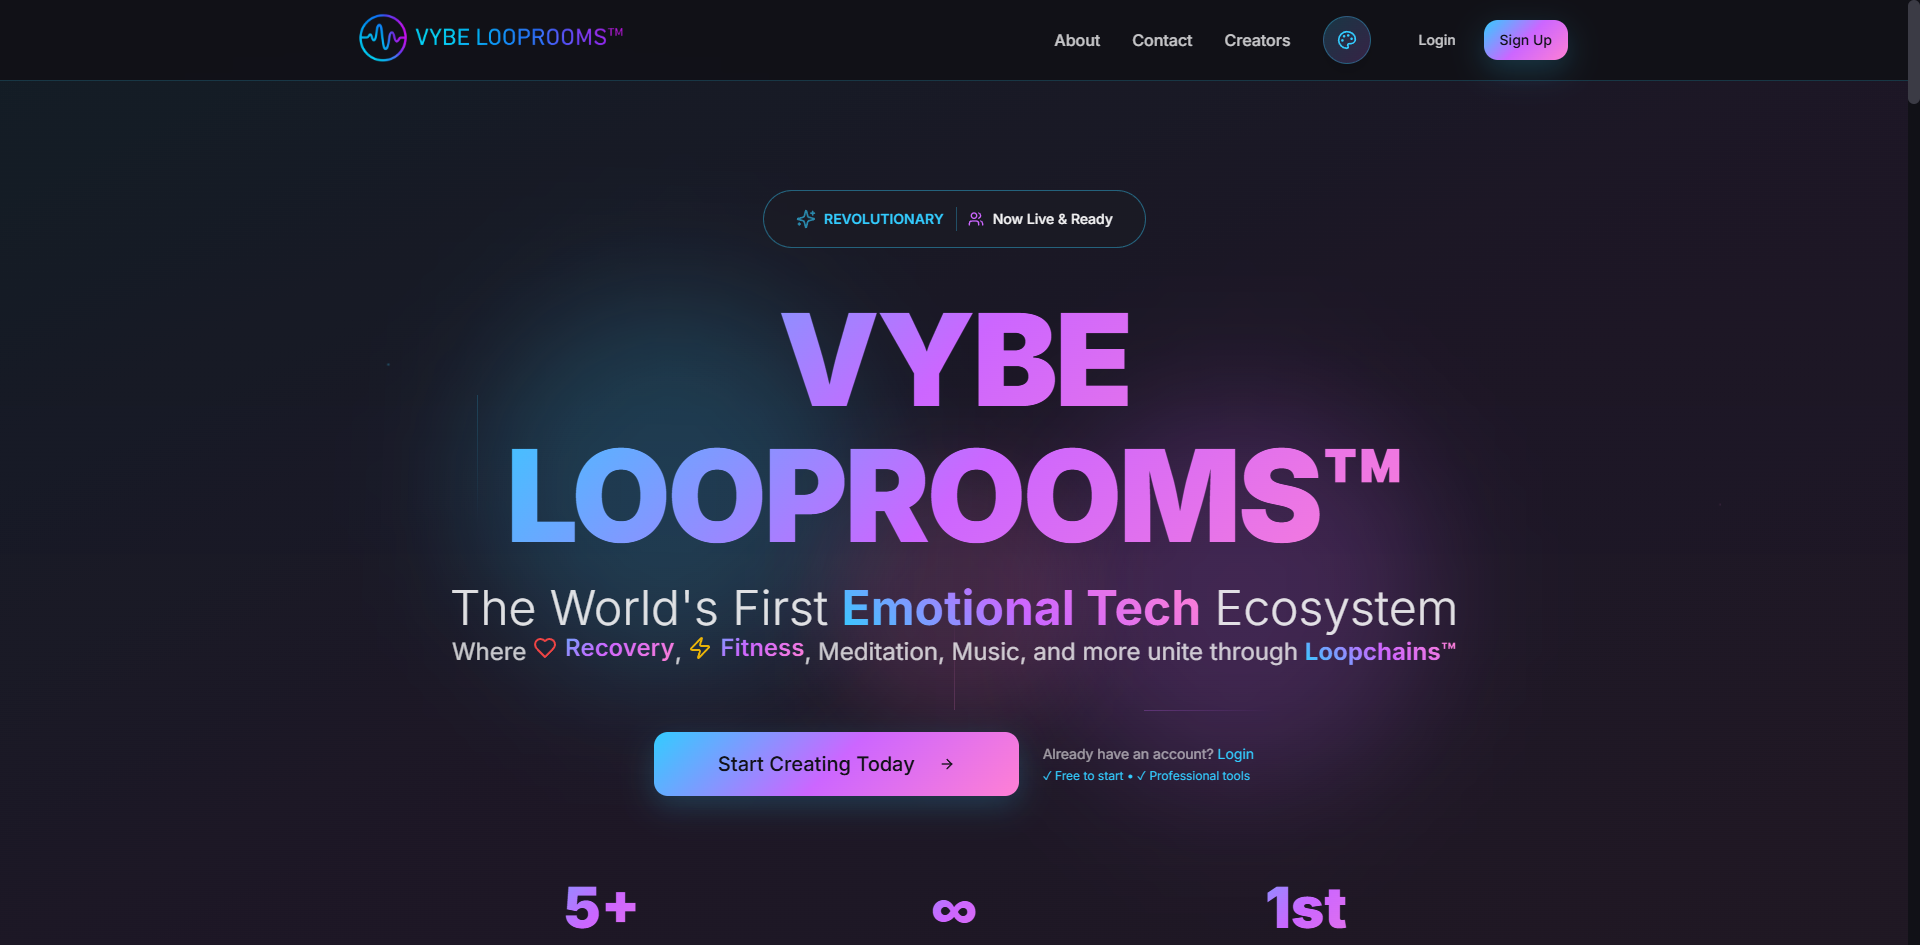 VYBE LOOPROOMS™
About Contact Creators Login Sign Up
REVOLUTIONARY Now Live & Ready
VYBE
LOOPROOMS™
The World's First Emotional Tech Ecosystem
Where Recovery, Fitness, Meditation, Music, and more unite through Loopchains™
Start Creating Today →
Already have an account? Login
✓ Free to start • ✓ Professional tools
5+ ∞ 1st